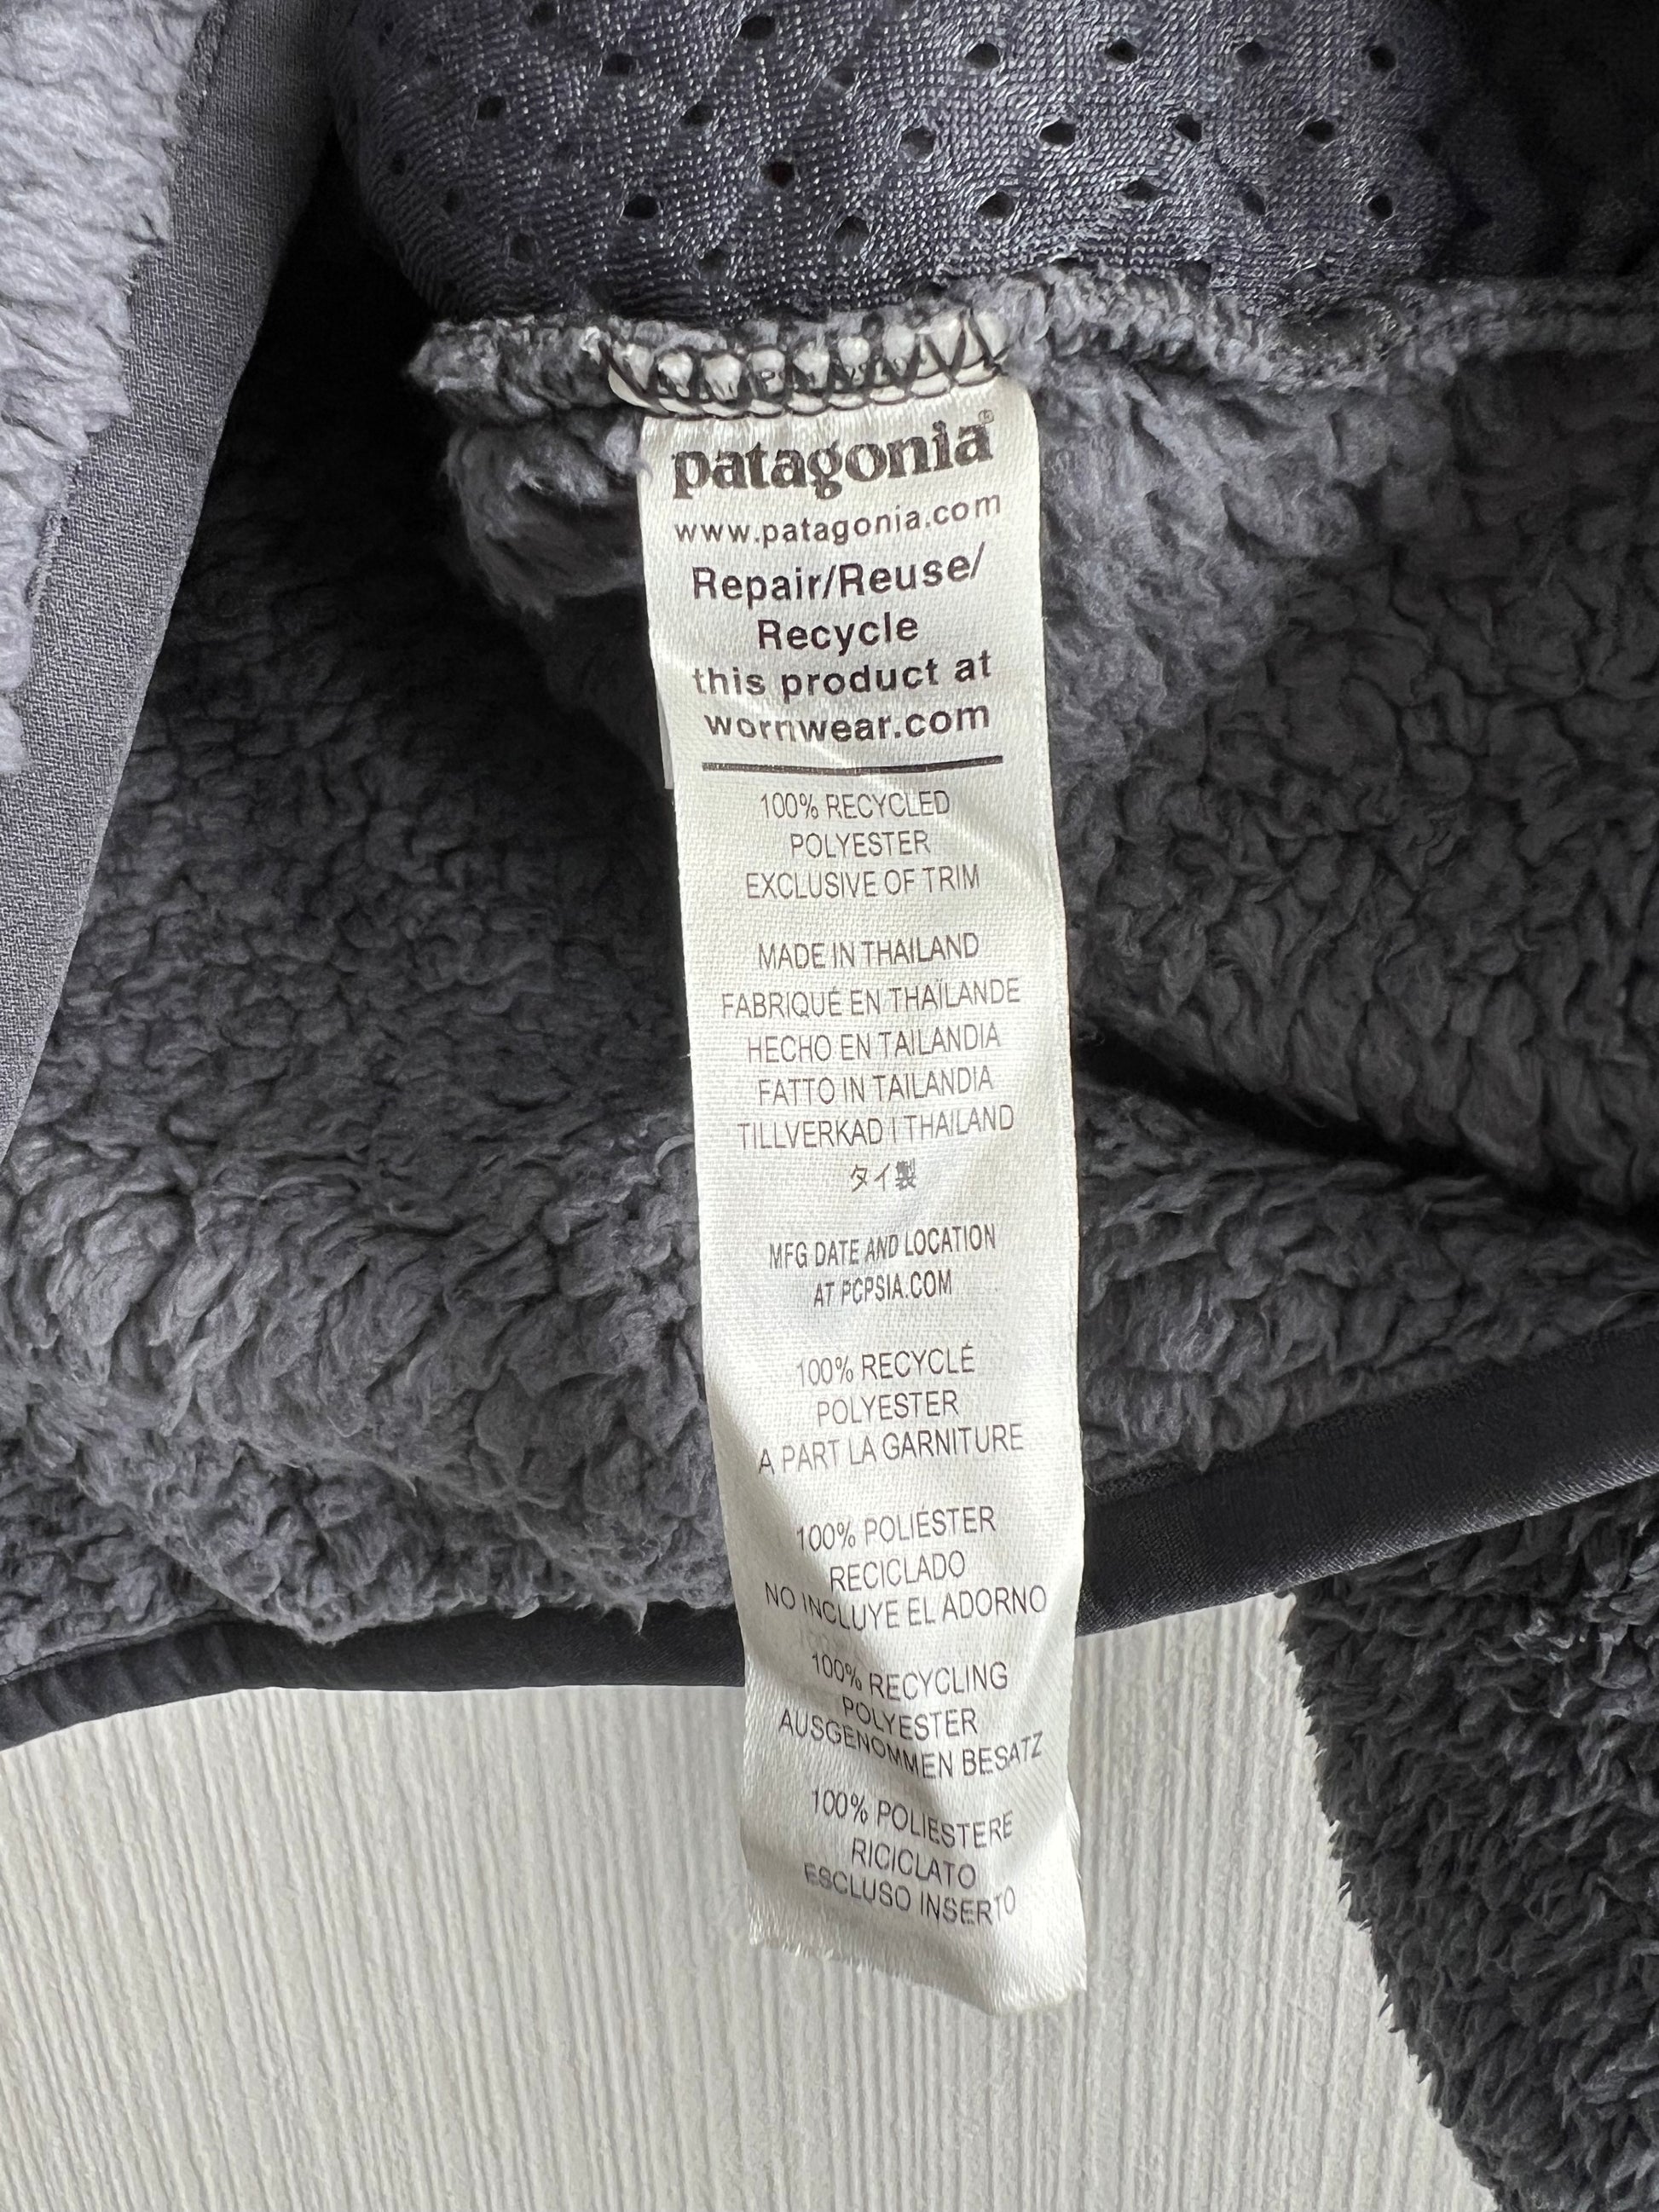 patagonia®
www.patagonia.com
Repair/Reuse/
Recycle
this product at
wornwear.com
100% RECYCLED
POLYESTER
EXCLUSIVE OF TRIM
MADE IN THAILAND
FABRIQUÉ EN THAÏLANDE
HECHO EN TAILANDIA
FATTO IN TAILANDIA
TILLVERKAD I THAILAND
タイ製
MFG DATE AND LOCATION
AT PCPSIA.COM
100% RECYCLÉ
POLYESTER
A PART LA GARNITURE
100% POLIÉSTER
RECICLADO
NO INCLUYE EL ADORNO
100% RECYCLING
POLYESTER
AUSGENOMMEN BESATZ
100% POLIESTERE
RICICLATO
ESCLUSO INSERTO